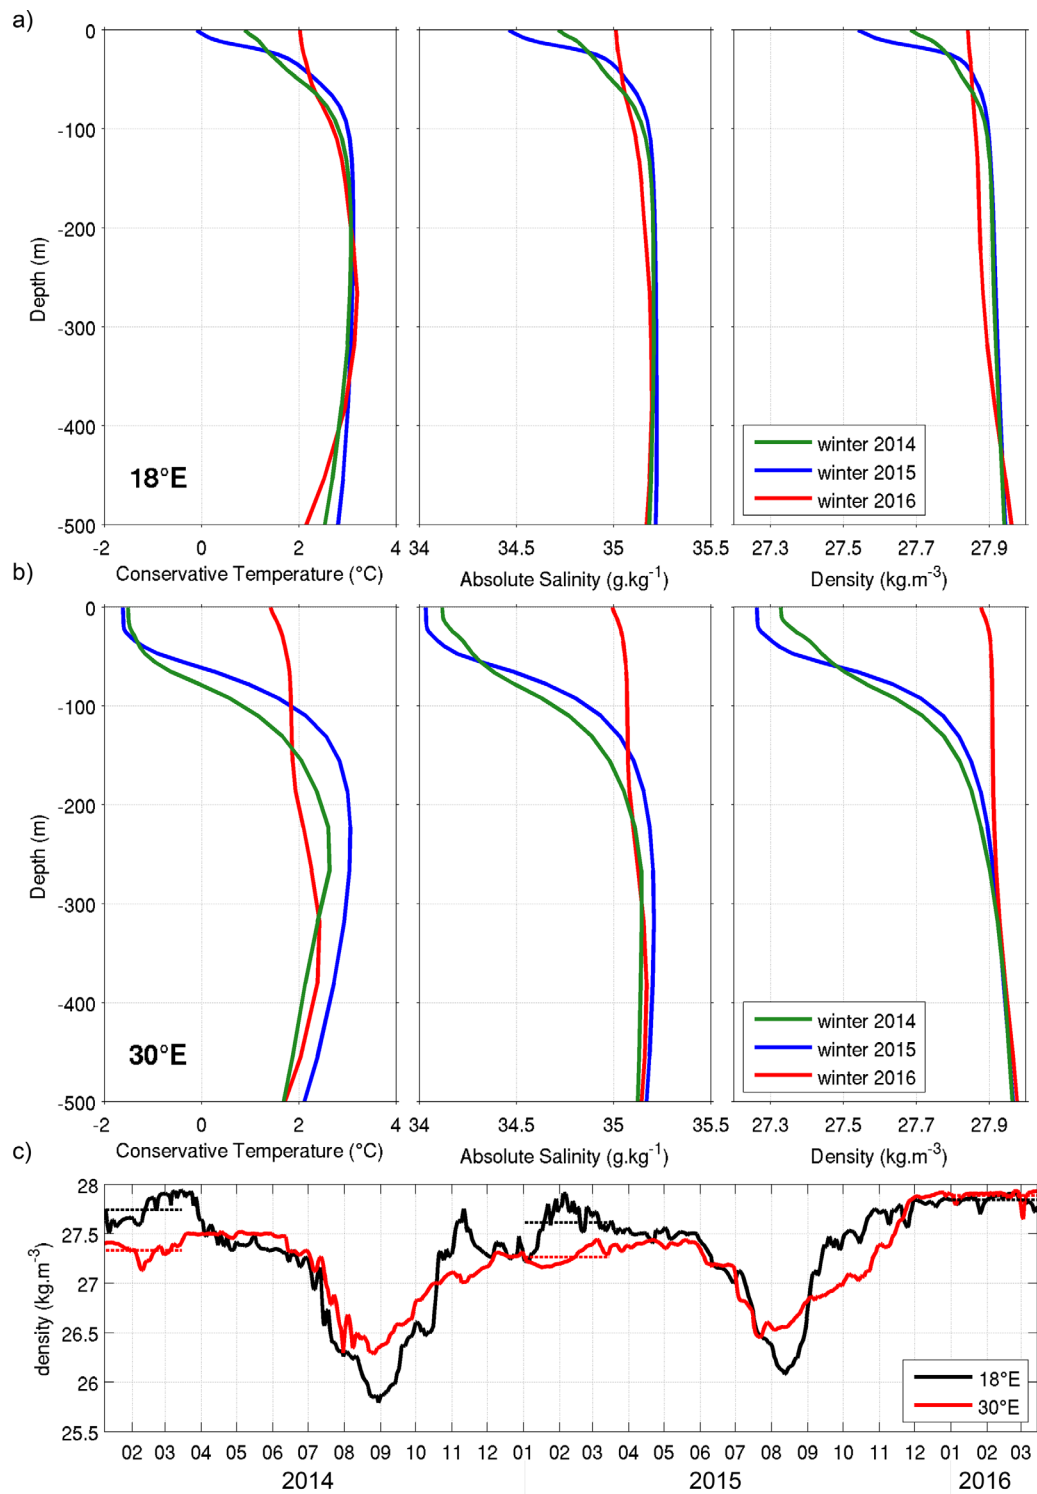 a)
0
-100
-200
-300
-400
-500
Depth (m)
18°E
-2 0 2 4
Conservative Temperature (°C)
34 34.5 35 35.5
Absolute Salinity (g.kg⁻¹)
winter 2014
winter 2015
winter 2016
27.3 27.5 27.7 27.9
Density (kg.m⁻³)
b)
0
-100
-200
-300
-400
-500
Depth (m)
30°E
-2 0 2 4
Conservative Temperature (°C)
34 34.5 35 35.5
Absolute Salinity (g.kg⁻¹)
winter 2014
winter 2015
winter 2016
27.3 27.5 27.7 27.9
Density (kg.m⁻³)
c)
28
27.5
27
26.5
26
25.5
density (kg.m⁻³)
18°E
30°E
02 03 04 05 06 07 08 09 10 11 12 01 02 03 04 05 06 07 08 09 10 11 12 01 02 03
2014 2015 2016